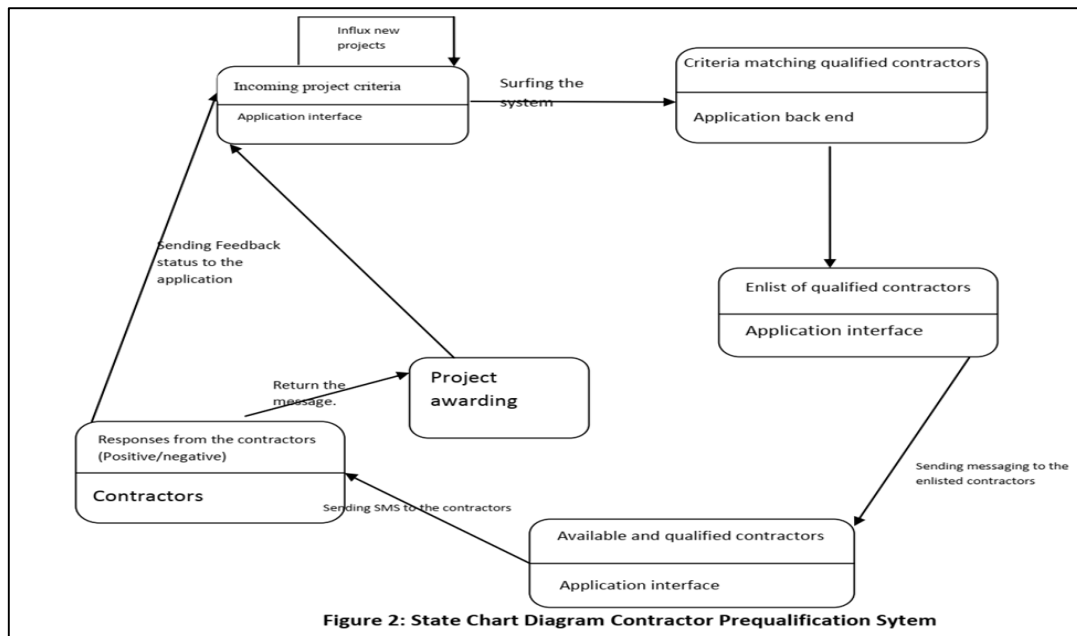 Influx new
projects
Incoming project criteria
Application interface
Surfing the
system
Criteria matching qualified contractors
Application back end
Sending Feedback
status to the
application
Enlist of qualified contractors
Application interface
Project
awarding
Return the
message.
Responses from the contractors
(Positive/negative)
Contractors
Sending messaging to the
enlisted contractors
Sending SMS to the contractors
Available and qualified contractors
Application interface
Figure 2: State Chart Diagram Contractor Prequalification Sytem